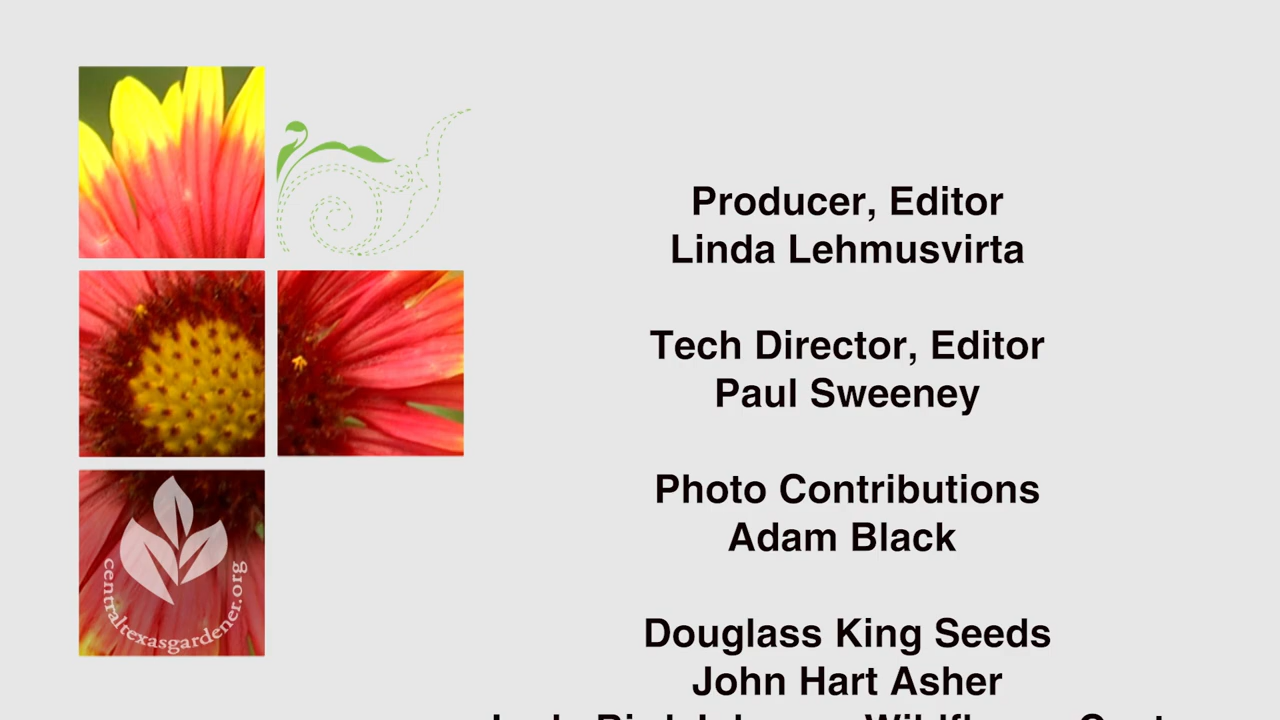 Producer, Editor
Linda Lehmusvirta
Tech Director, Editor
Paul Sweeney
Photo Contributions
Adam Black
Douglass King Seeds
John Hart Asher
centraltexasgardener.org